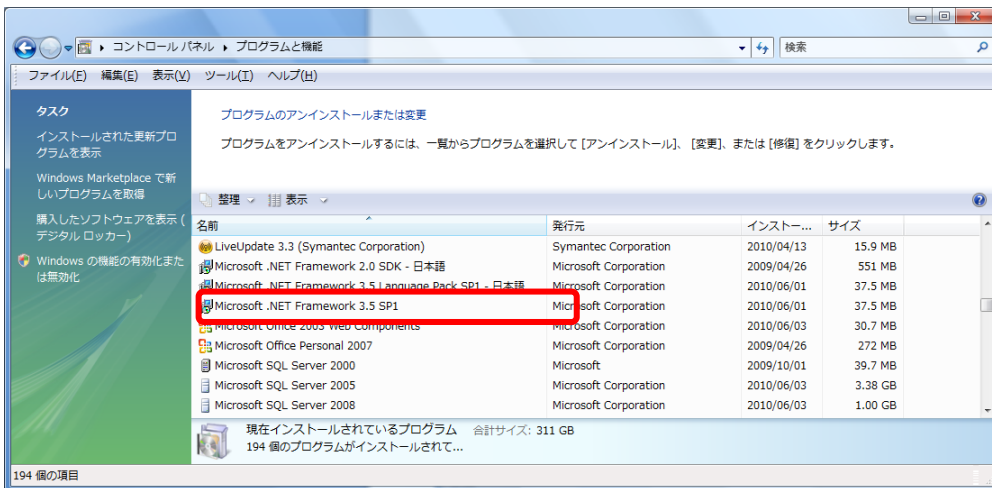 コントロール パネル ▸ プログラムと機能
検索
ファイル(F) 編集(E) 表示(V) ツール(T) ヘルプ(H)
タスク
インストールされた更新プロ
グラムを表示
Windows Marketplace で新
しいプログラムを取得
購入したソフトウェアを表示 (
デジタル ロッカー)
Windows の機能の有効化また
は無効化
プログラムのアンインストールまたは変更
プログラムをアンインストールするには、一覧からプログラムを選択して [アンインストール]、 [変更]、または [修復] をクリックします。
整理 表示
名前 発行元 インストー... サイズ
LiveUpdate 3.3 (Symantec Corporation) Symantec Corporation 2010/04/13 15.9 MB
Microsoft .NET Framework 2.0 SDK - 日本語 Microsoft Corporation 2009/04/26 551 MB
Microsoft .NET Framework 3.5 Language Pack SP1 - 日本語 Microsoft Corporation 2010/06/01 37.5 MB
Microsoft .NET Framework 3.5 SP1 Microsoft Corporation 2010/06/01 37.5 MB
Microsoft Office 2003 Web Components Microsoft Corporation 2010/06/03 30.7 MB
Microsoft Office Personal 2007 Microsoft Corporation 2009/04/26 272 MB
Microsoft SQL Server 2000 Microsoft 2009/10/01 39.7 MB
Microsoft SQL Server 2005 Microsoft Corporation 2010/06/03 3.38 GB
Microsoft SQL Server 2008 Microsoft Corporation 2010/06/03 1.00 GB
現在インストールされているプログラム 合計サイズ: 311 GB
194 個のプログラムがインストールされて...
194 個の項目